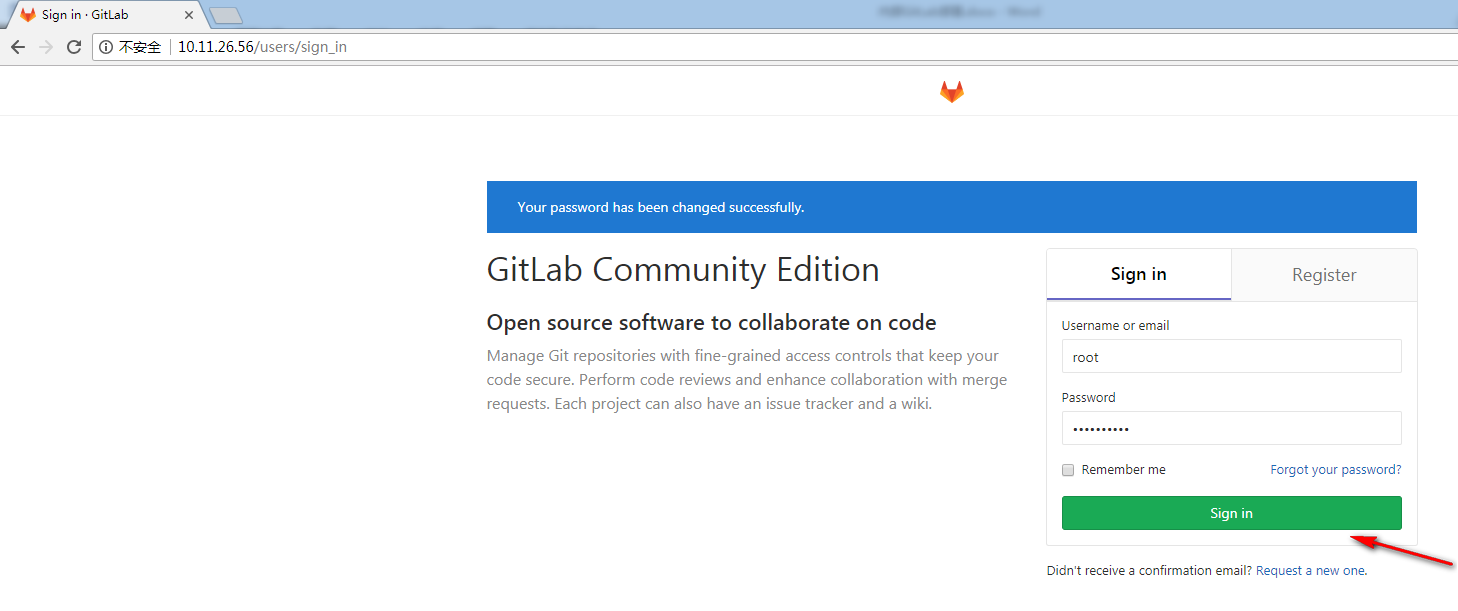 Sign in · GitLab
不安全 10.11.26.56/users/sign_in
Your password has been changed successfully.
GitLab Community Edition
Open source software to collaborate on code
Manage Git repositories with fine-grained access controls that keep your
code secure. Perform code reviews and enhance collaboration with merge
requests. Each project can also have an issue tracker and a wiki.
Sign in
Register
Username or email
root
Password
••••••••••
Remember me
Forgot your password?
Sign in
Didn't receive a confirmation email? Request a new one.